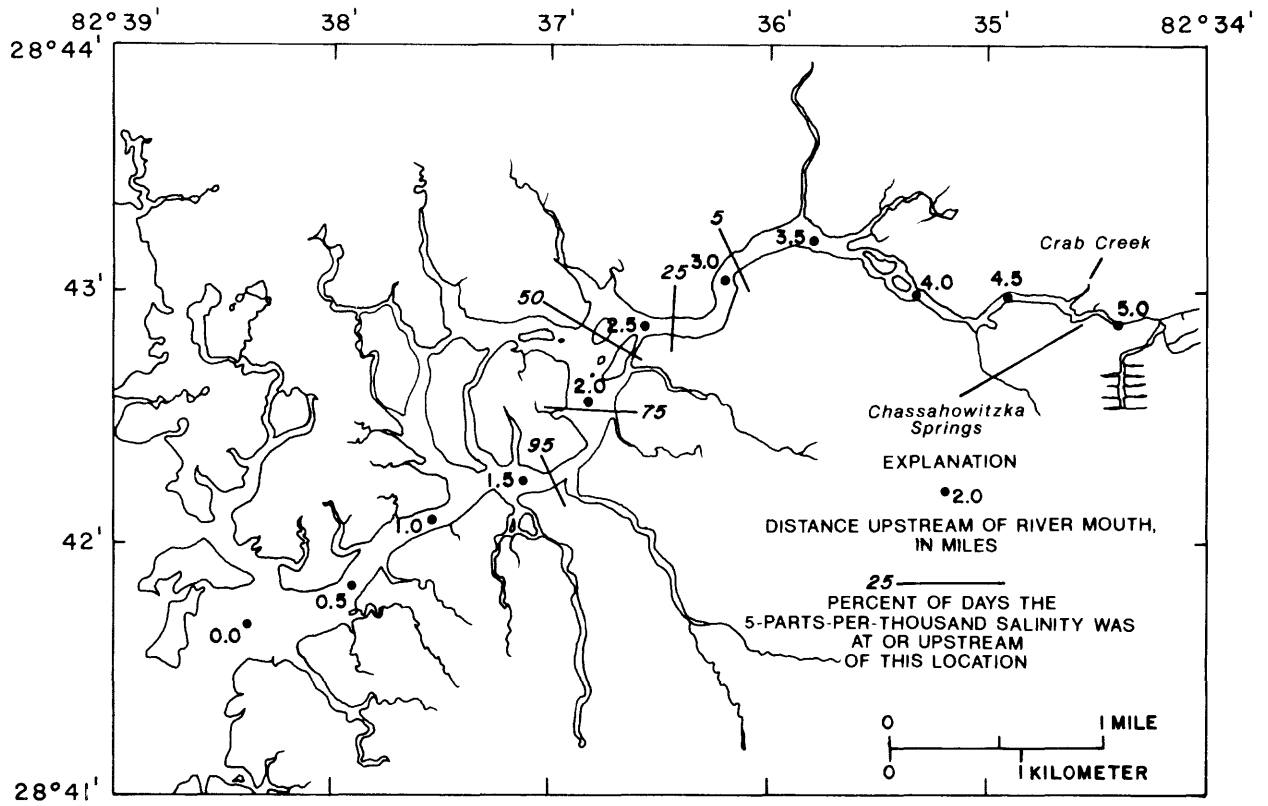 82°39' 38' 37' 36' 35' 82°34'
28°44'
43'
42'
28°41'
5
3.5
3.0
25
50
2.5
2.0
75
95
1.5
1.0
0.5
0.0
4.0
4.5
5.0
Crab Creek
Chassahowitzka
Springs
EXPLANATION
2.0
DISTANCE UPSTREAM OF RIVER MOUTH,
IN MILES
25
PERCENT OF DAYS THE
5-PARTS-PER-THOUSAND SALINITY WAS
AT OR UPSTREAM
OF THIS LOCATION
0 1 MILE
0 1 KILOMETER